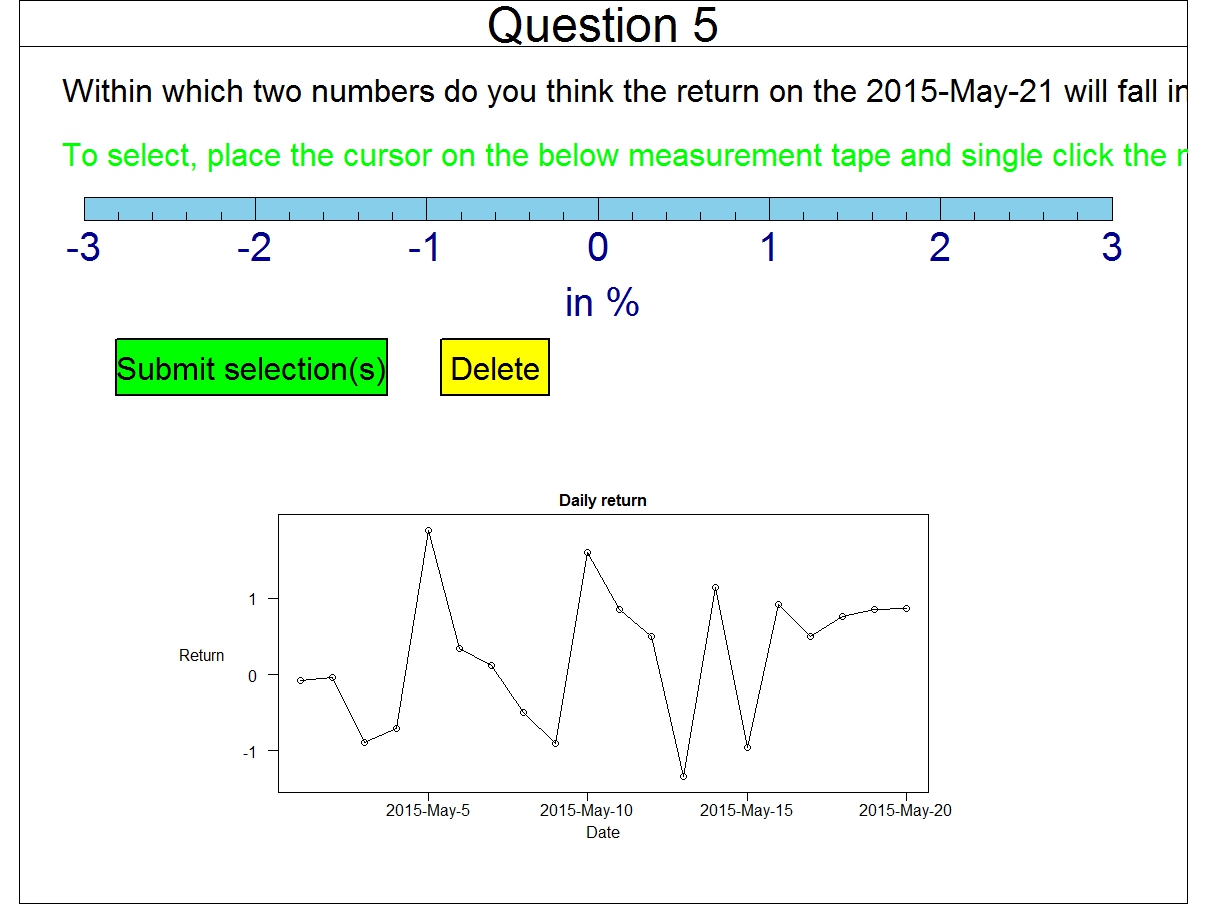 Question 5
Within which two numbers do you think the return on the 2015-May-21 will fall in
To select, place the cursor on the below measurement tape and single click the
-3 -2 -1 0 1 2 3
in %
Submit selection(s) Delete
Daily return
1
Return
0
-1
2015-May-5 2015-May-10 2015-May-15 2015-May-20
Date